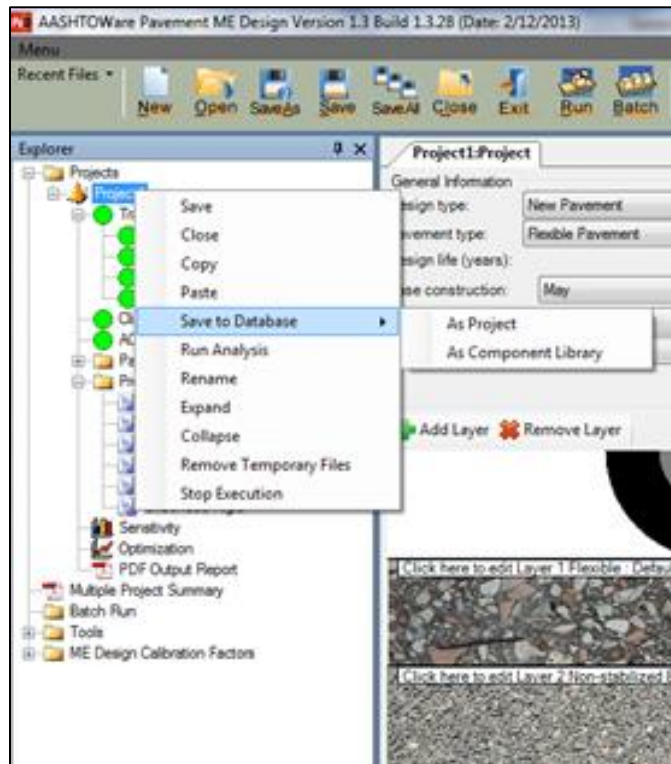 AASHTOWare Pavement ME Design Version 1.3 Build 1.3.28 (Date: 2/12/2013)
Menu
Recent Files
New Open SaveAs Save SaveAll Close Exit Run Batch
Explorer
Project1:Project
Projects
General Information
Save
Close
Copy
Paste
Save to Database
Run Analysis
Rename
Expand
Collapse
Remove Temporary Files
Stop Execution
As Project
As Component Library
New Pavement
Flexible Pavement
(years):
construction:
May
Add Layer Remove Layer
Sensitivity
Optimization
PDF Output Report
Multiple Project Summary
Batch Run
Tools
ME Design Calibration Factors
Click here to edit Layer 1 Flexible : Defau
Click here to edit Layer 2 Non-stabilized